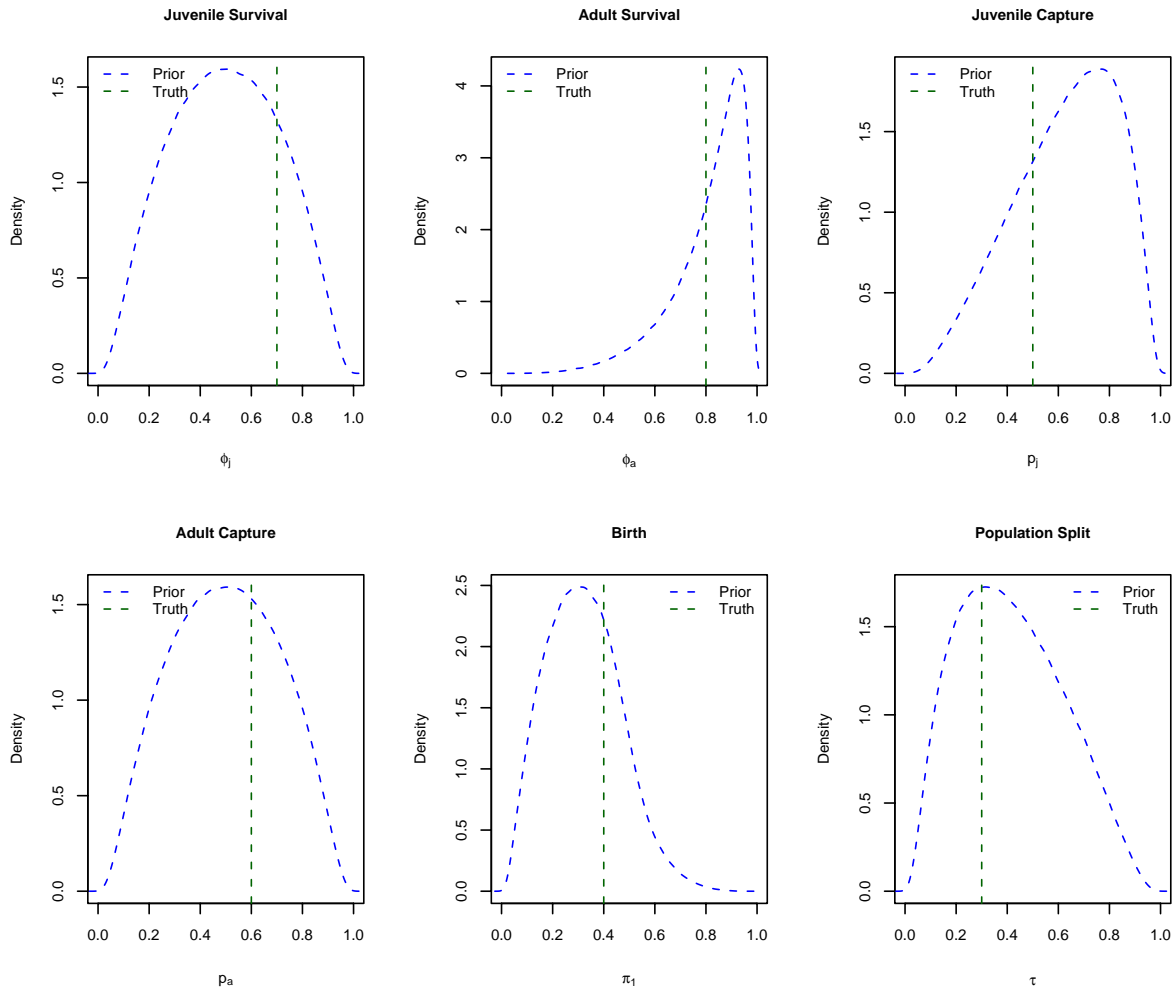 Juvenile Survival
Prior
Truth
Density
0.0 0.5 1.0 1.5
0.0 0.2 0.4 0.6 0.8 1.0
ϕj
Adult Survival
Prior
Truth
Density
0 1 2 3 4
0.0 0.2 0.4 0.6 0.8 1.0
ϕa
Juvenile Capture
Prior
Truth
Density
0.0 0.5 1.0 1.5
0.0 0.2 0.4 0.6 0.8 1.0
pj
Adult Capture
Prior
Truth
Density
0.0 0.5 1.0 1.5
0.0 0.2 0.4 0.6 0.8 1.0
pa
Birth
Prior
Truth
Density
0.0 0.5 1.0 1.5 2.0 2.5
0.0 0.2 0.4 0.6 0.8 1.0
π1
Population Split
Prior
Truth
Density
0.0 0.5 1.0 1.5
0.0 0.2 0.4 0.6 0.8 1.0
τ